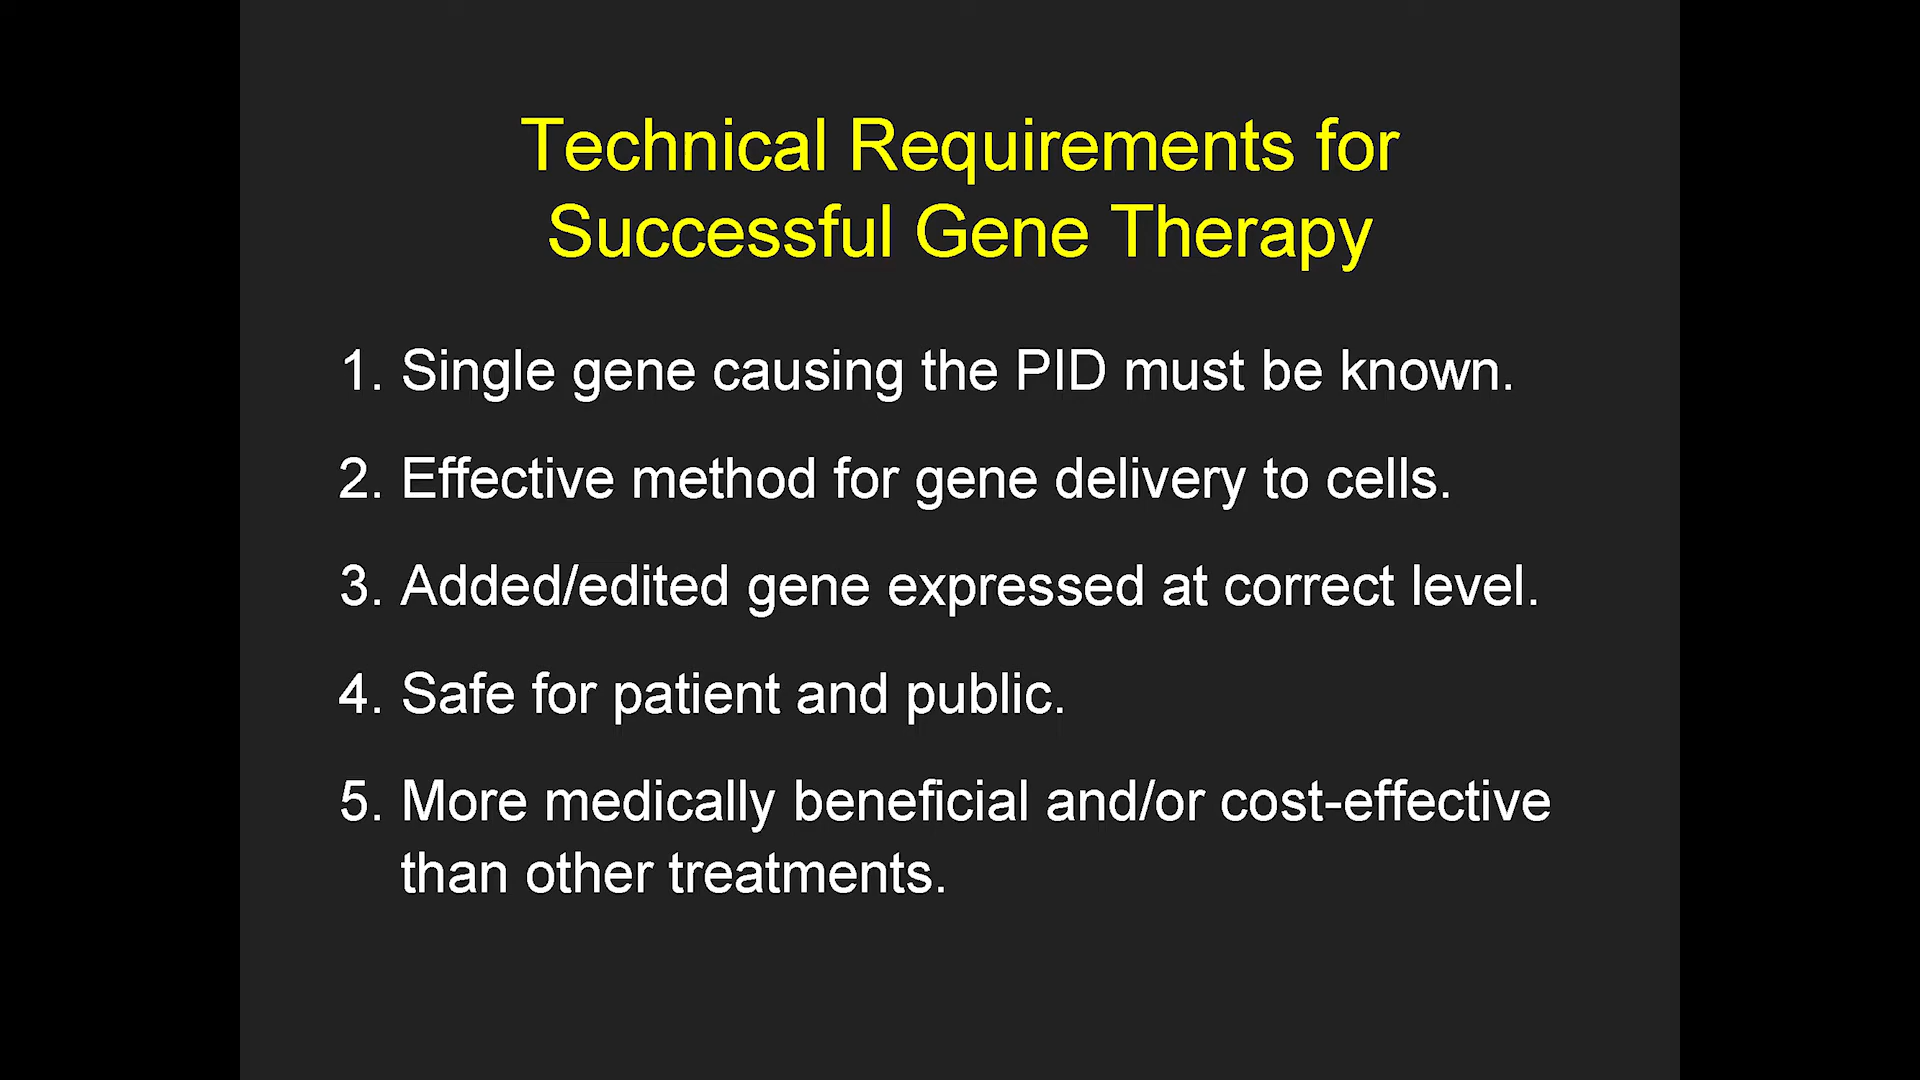 Technical Requirements for
Successful Gene Therapy
1. Single gene causing the PID must be known.
2. Effective method for gene delivery to cells.
3. Added/edited gene expressed at correct level.
4. Safe for patient and public.
5. More medically beneficial and/or cost-effective
than other treatments.